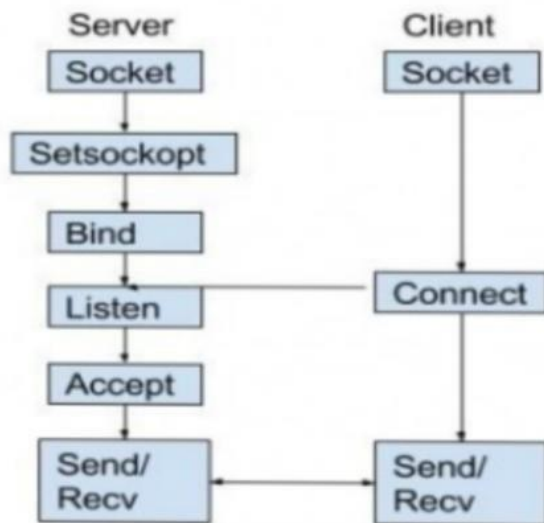 Server
Client
Socket
Socket
Setsockopt
Bind
Listen
Connect
Accept
Send/
Recv
Send/
Recv